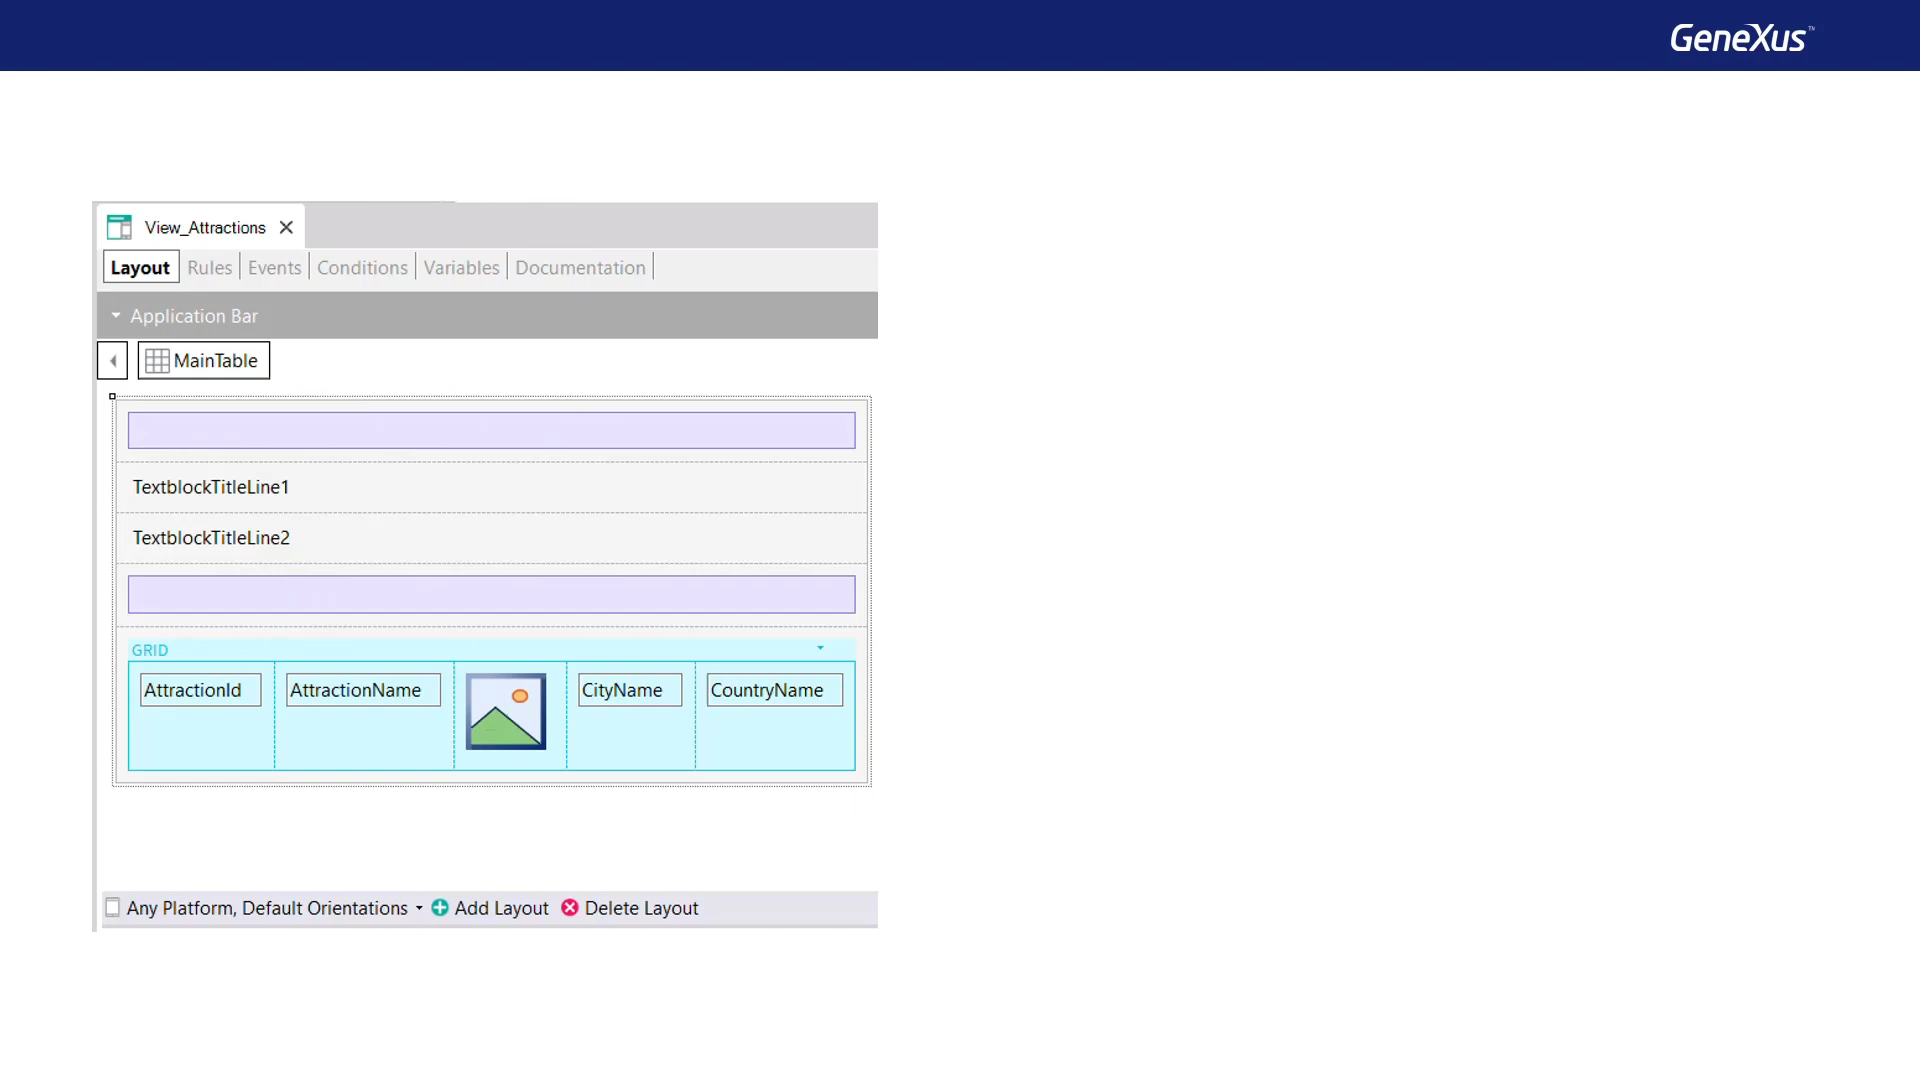 GeneXus™
View_Attractions
Layout Rules Events Conditions Variables Documentation
Application Bar
MainTable
TextblockTitleLine1
TextblockTitleLine2
GRID
AttractionId AttractionName CityName CountryName
Any Platform, Default Orientations Add Layout Delete Layout